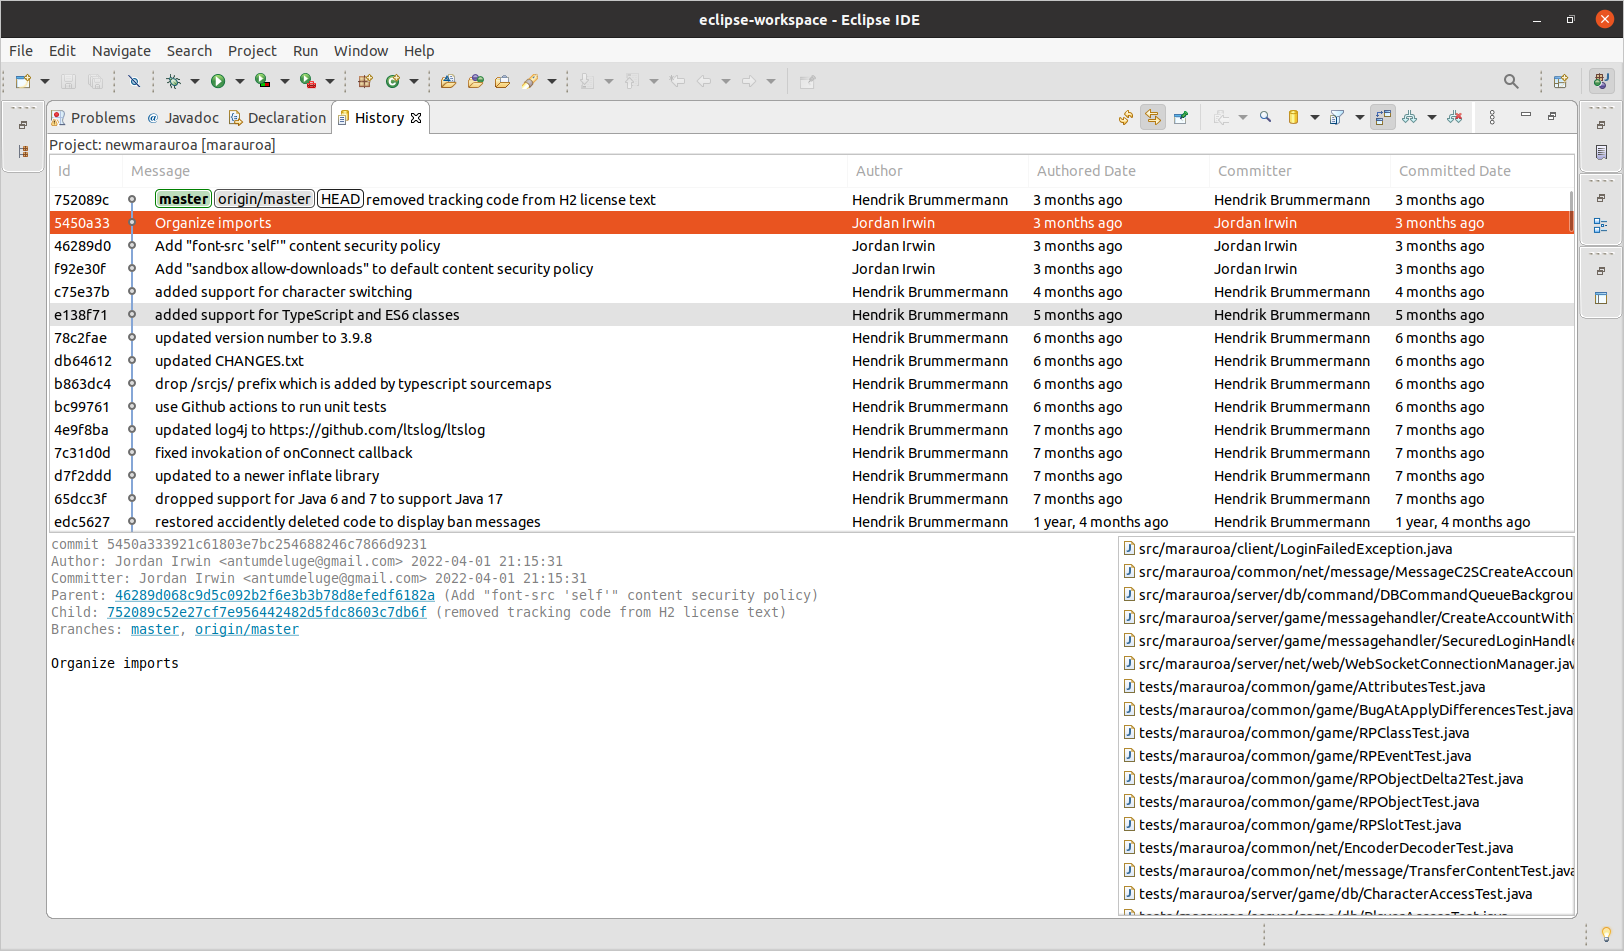 eclipse-workspace - Eclipse IDE
File Edit Navigate Search Project Run Window Help
Problems @ Javadoc Declaration History
Project: newmarauroa [marauroa]
Id Message Author Authored Date Committer Committed Date
752089c master origin/master HEAD removed tracking code from H2 license text Hendrik Brummermann 3 months ago Hendrik Brummermann 3 months ago
5450a33 Organize imports Jordan Irwin 3 months ago Jordan Irwin 3 months ago
46289d0 Add "font-src 'self'" content security policy Jordan Irwin 3 months ago Jordan Irwin 3 months ago
f92e30f Add "sandbox allow-downloads" to default content security policy Jordan Irwin 3 months ago Jordan Irwin 3 months ago
c75e37b added support for character switching Hendrik Brummermann 4 months ago Hendrik Brummermann 4 months ago
e138f71 added support for TypeScript and ES6 classes Hendrik Brummermann 5 months ago Hendrik Brummermann 5 months ago
78c2fae updated version number to 3.9.8 Hendrik Brummermann 6 months ago Hendrik Brummermann 6 months ago
db64612 updated CHANGES.txt Hendrik Brummermann 6 months ago Hendrik Brummermann 6 months ago
b863dc4 drop /srcjs/ prefix which is added by typescript sourcemaps Hendrik Brummermann 6 months ago Hendrik Brummermann 6 months ago
bc99761 use Github actions to run unit tests Hendrik Brummermann 6 months ago Hendrik Brummermann 6 months ago
4e9f8ba updated log4j to https://github.com/ltslog/ltslog Hendrik Brummermann 7 months ago Hendrik Brummermann 7 months ago
7c31d0d fixed invokation of onConnect callback Hendrik Brummermann 7 months ago Hendrik Brummermann 7 months ago
d7f2ddd updated to a newer inflate library Hendrik Brummermann 7 months ago Hendrik Brummermann 7 months ago
65dcc3f dropped support for Java 6 and 7 to support Java 17 Hendrik Brummermann 7 months ago Hendrik Brummermann 7 months ago
edc5627 restored accidently deleted code to display ban messages Hendrik Brummermann 1 year, 4 months ago Hendrik Brummermann 1 year, 4 months ago
commit 5450a333921c61803e7bc254688246c7866d9231
Author: Jordan Irwin <antumdeluge@gmail.com> 2022-04-01 21:15:31
Committer: Jordan Irwin <antumdeluge@gmail.com> 2022-04-01 21:15:31
Parent: 46289d068c9d5c092b2f6e3b3b78d8efedf6182a (Add "font-src 'self'" content security policy)
Child: 752089c52e27cf7e956442482d5fdc8603c7db6f (removed tracking code from H2 license text)
Branches: master, origin/master
Organize imports
src/marauroa/client/LoginFailedException.java
src/marauroa/common/net/message/MessageC2SCreateAccoun
src/marauroa/server/db/command/DBCommandQueueBackgrou
src/marauroa/server/game/messagehandler/CreateAccountWith
src/marauroa/server/game/messagehandler/SecuredLoginHandle
src/marauroa/server/net/web/WebSocketConnectionManager.jav
tests/marauroa/common/game/AttributesTest.java
tests/marauroa/common/game/BugAtApplyDifferencesTest.java
tests/marauroa/common/game/RPClassTest.java
tests/marauroa/common/game/RPEventTest.java
tests/marauroa/common/game/RPObjectDelta2Test.java
tests/marauroa/common/game/RPObjectTest.java
tests/marauroa/common/game/RPSlotTest.java
tests/marauroa/common/net/EncoderDecoderTest.java
tests/marauroa/common/net/message/TransferContentTest.java
tests/marauroa/server/game/db/CharacterAccessTest.java